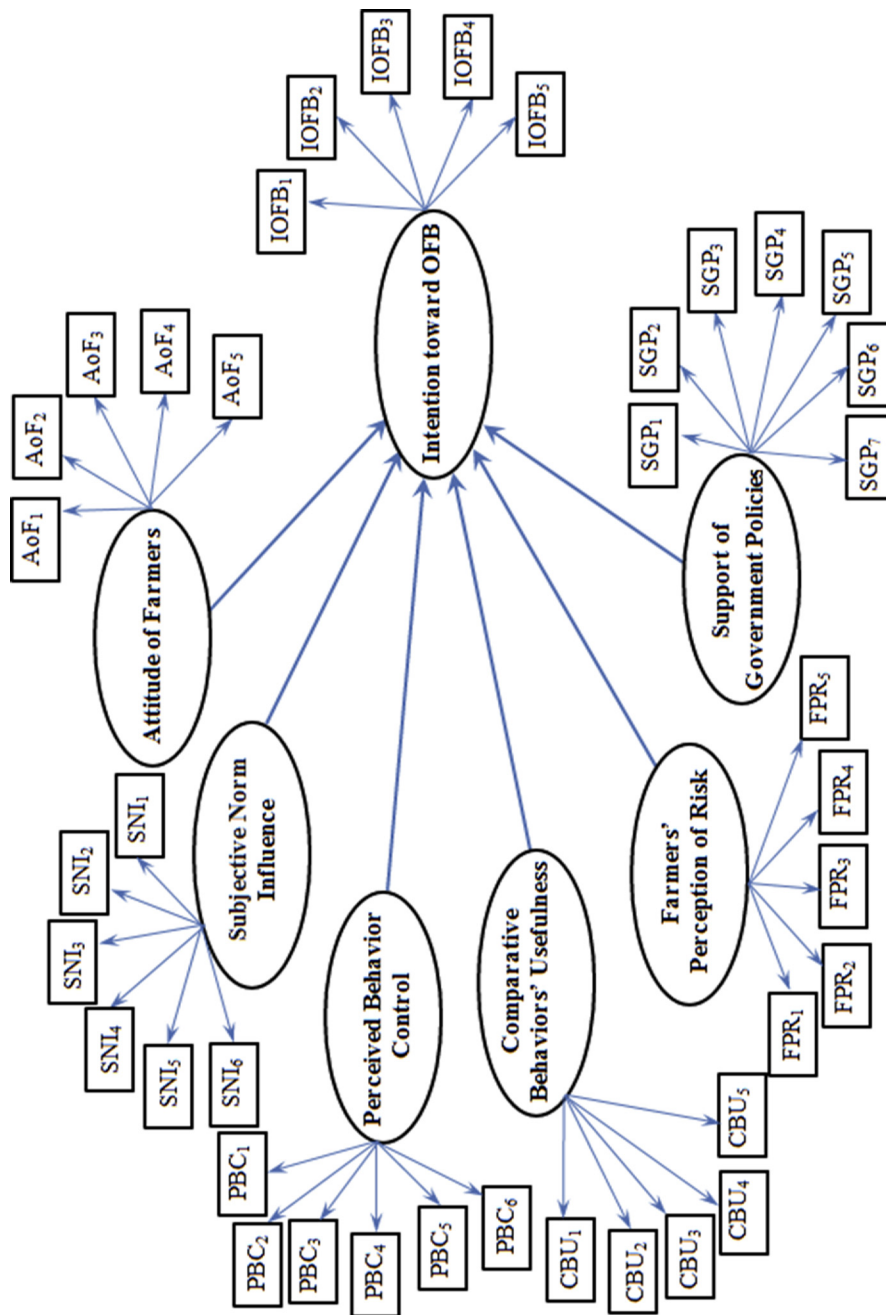 AoF1
AoF2
AoF3
AoF4
AoF5
Attitude of Farmers
SNI1
SNI2
SNI3
SNI4
SNI5
SNI6
Subjective Norm
Influence
PBC1
PBC2
PBC3
PBC4
PBC5
PBC6
Perceived Behavior
Control
CBU1
CBU2
CBU3
CBU4
CBU5
Comparative
Behaviors' Usefulness
FPR1
FPR2
FPR3
FPR4
FPR5
Farmers'
Perception of Risk
SGP1
SGP2
SGP3
SGP4
SGP5
SGP6
SGP7
Support of
Government Policies
Intention toward OFB
IOFB1
IOFB2
IOFB3
IOFB4
IOFB5